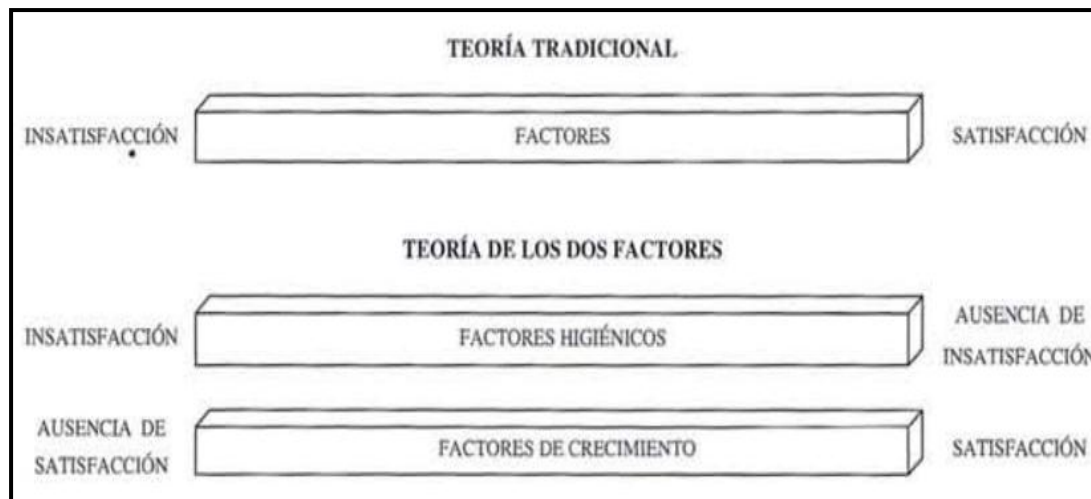 TEORÍA TRADICIONAL
INSATISFACCIÓN FACTORES SATISFACCIÓN
TEORÍA DE LOS DOS FACTORES
INSATISFACCIÓN FACTORES HIGIÉNICOS AUSENCIA DE
INSATISFACCIÓN
AUSENCIA DE
SATISFACCIÓN FACTORES DE CRECIMIENTO SATISFACCIÓN